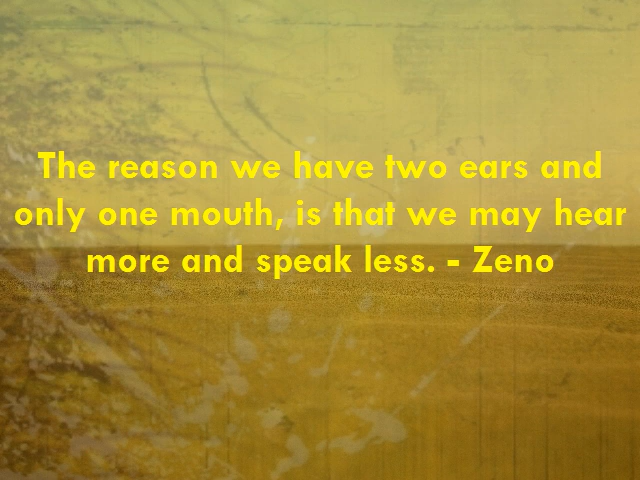 The reason we have two ears and
only one mouth, is that we may hear
more and speak less. - Zeno